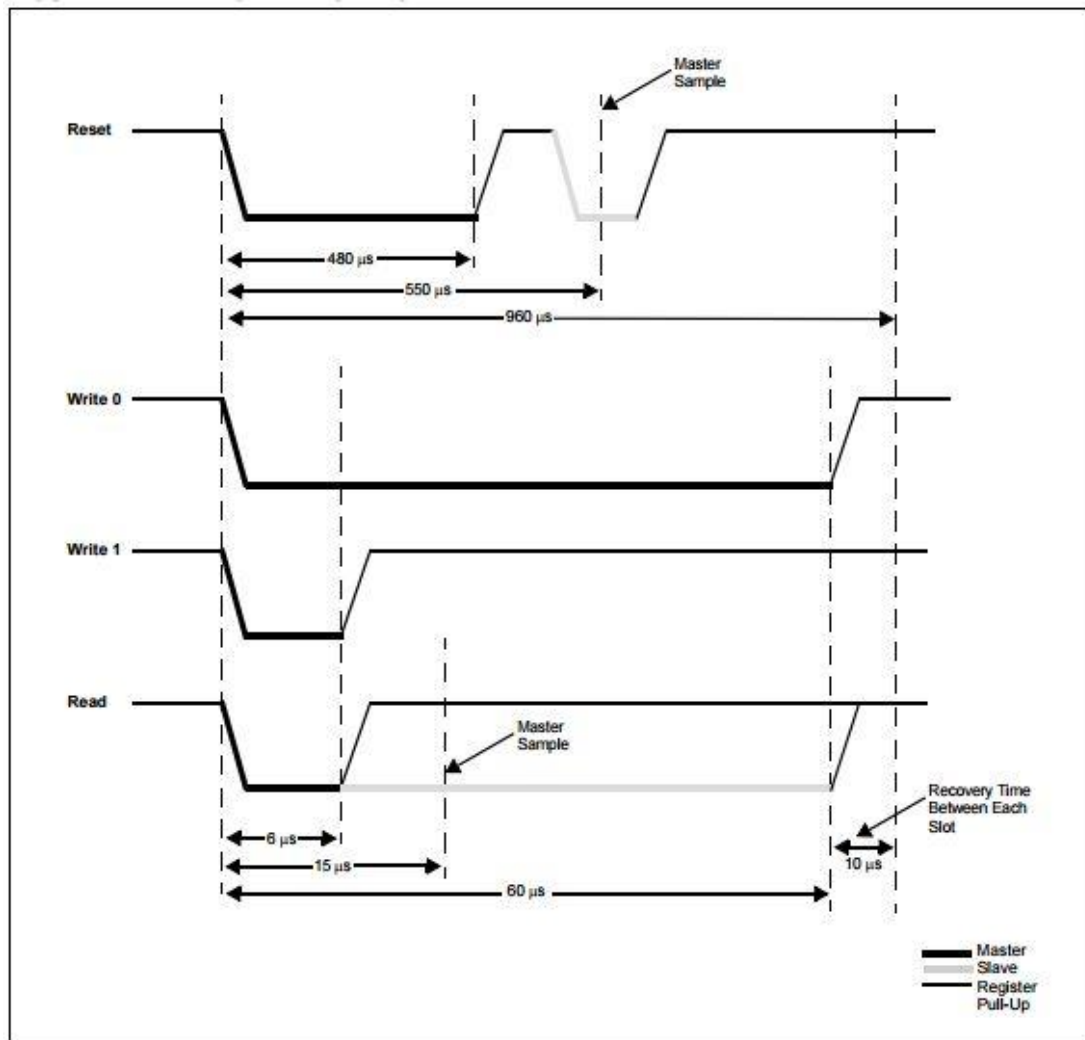 Master
Sample
Reset
480 μs
550 μs
960 μs
Write 0
Write 1
Read
Master
Sample
Recovery Time
Between Each
Slot
6 μs
15 μs
10 μs
60 μs
Master
Slave
Register
Pull-Up